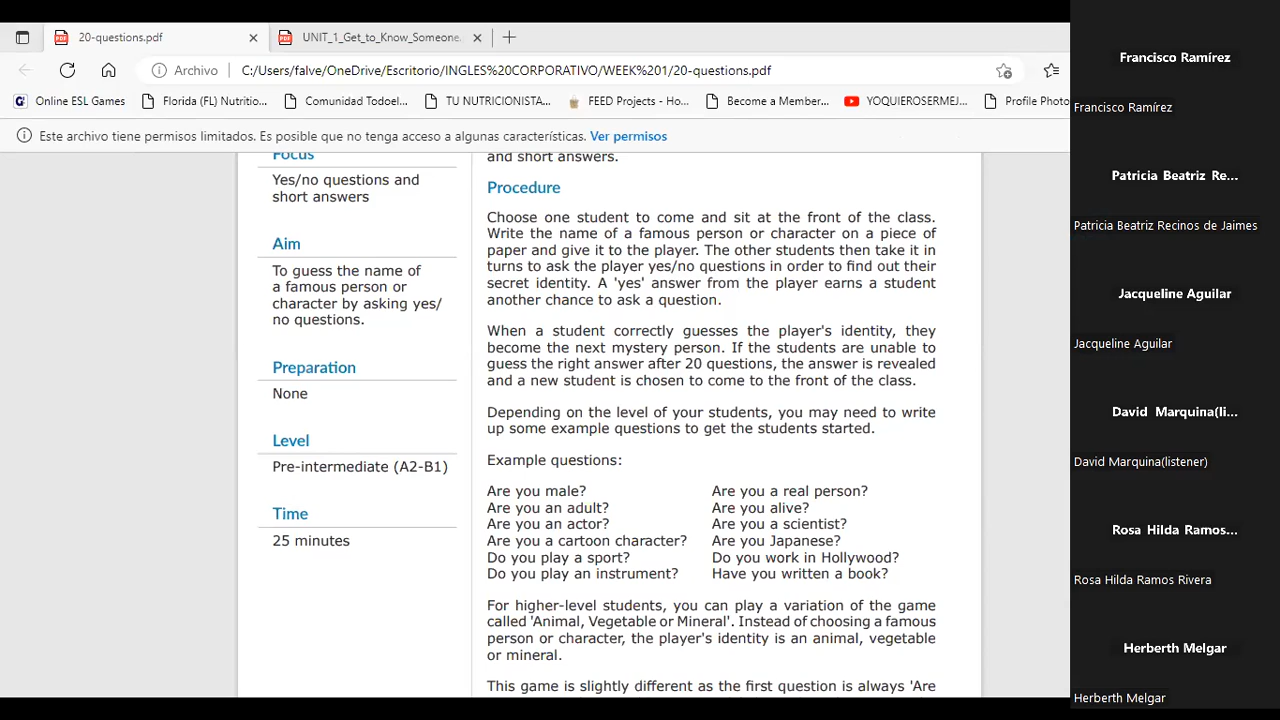 20-questions.pdf
UNIT_1_Get_to_Know_Someone.
Archivo
C:/Users/falve/OneDrive/Escritorio/INGLES%20CORPORATIVO/WEEK%201/20-questions.pdf
Online ESL Games
Florida (FL) Nutritio...
Comunidad Todoel...
TU NUTRICIONISTA...
FEED Projects - Ho...
Become a Member...
YOQUIEROSERMEJ...
Profile Photo
Este archivo tiene permisos limitados. Es posible que no tenga acceso a algunas características. Ver permisos
Focus
Yes/no questions and
short answers
Aim
To guess the name of
a famous person or
character by asking yes/
no questions.
Preparation
None
Level
Pre-intermediate (A2-B1)
Time
25 minutes
and short answers.
Procedure
Choose one student to come and sit at the front of the class.
Write the name of a famous person or character on a piece of
paper and give it to the player. The other students then take it in
turns to ask the player yes/no questions in order to find out their
secret identity. A 'yes' answer from the player earns a student
another chance to ask a question.
When a student correctly guesses the player's identity, they
become the next mystery person. If the students are unable to
guess the right answer after 20 questions, the answer is revealed
and a new student is chosen to come to the front of the class.
Depending on the level of your students, you may need to write
up some example questions to get the students started.
Example questions:
Are you male?
Are you an adult?
Are you an actor?
Are you a cartoon character?
Do you play a sport?
Do you play an instrument?
Are you a real person?
Are you alive?
Are you a scientist?
Are you Japanese?
Do you work in Hollywood?
Have you written a book?
For higher-level students, you can play a variation of the game
called 'Animal, Vegetable or Mineral'. Instead of choosing a famous
person or character, the player's identity is an animal, vegetable
or mineral.
This game is slightly different as the first question is always 'Are
Francisco Ramírez
Francisco Ramírez
Patricia Beatriz Re...
Patricia Beatriz Recinos de Jaimes
Jacqueline Aguilar
Jacqueline Aguilar
David Marquina(li...
David Marquina(listener)
Rosa Hilda Ramos...
Rosa Hilda Ramos Rivera
Herberth Melgar
Herberth Melgar